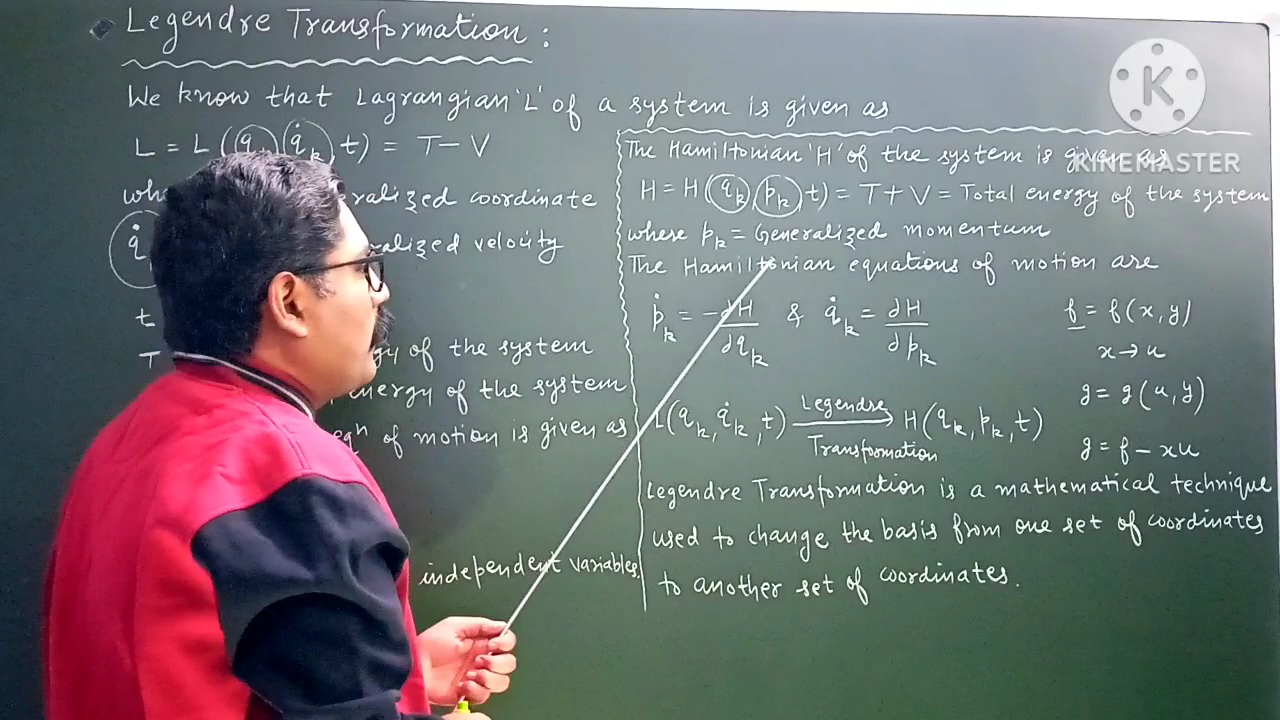 Legendre Transformation :
We know that Lagrangian 'L' of a system is given as
L = L (q̇k, t) = T - V
coordinate
q̇ velocity
t
T of the system
energy of the system
eqⁿ of motion is given as
independent variables.
The Hamiltonian 'H' of the system is given as
H = H (qk, pk, t) = T + V = Total energy of the system
where pk = Generalized momentum
The Hamiltonian equations of motion are
ṗk = -∂H/∂qk & q̇k = ∂H/∂pk
f = f(x, y)
x → u
g = g(u, y)
g = f - xu
L(qk, q̇k, t) Legendre Transformation → H(qk, pk, t)
Legendre Transformation is a mathematical technique
used to change the basis from one set of coordinates
to another set of coordinates.
K
KINEMASTER